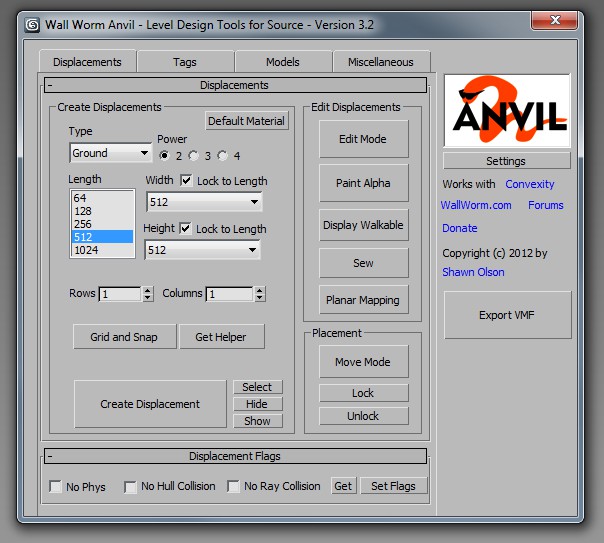 Wall Worm Anvil - Level Design Tools for Source - Version 3.2
Displacements
Tags
Models
Miscellaneous
- Displacements
Create Displacements
Default Material
Type
Ground
Power
2 3 4
Length
64
128
256
512
1024
Width Lock to Length
512
Height Lock to Length
512
Rows 1 Columns 1
Grid and Snap
Get Helper
Create Displacement
Select
Hide
Show
Edit Displacements
Edit Mode
Paint Alpha
Display Walkable
Sew
Planar Mapping
Placement
Move Mode
Lock
Unlock
- Displacement Flags
No Phys
No Hull Collision
No Ray Collision
Get
Set Flags
ANVIL
Settings
Works with Convexity
WallWorm.com Forums
Donate
Copyright (c) 2012 by
Shawn Olson
Export VMF